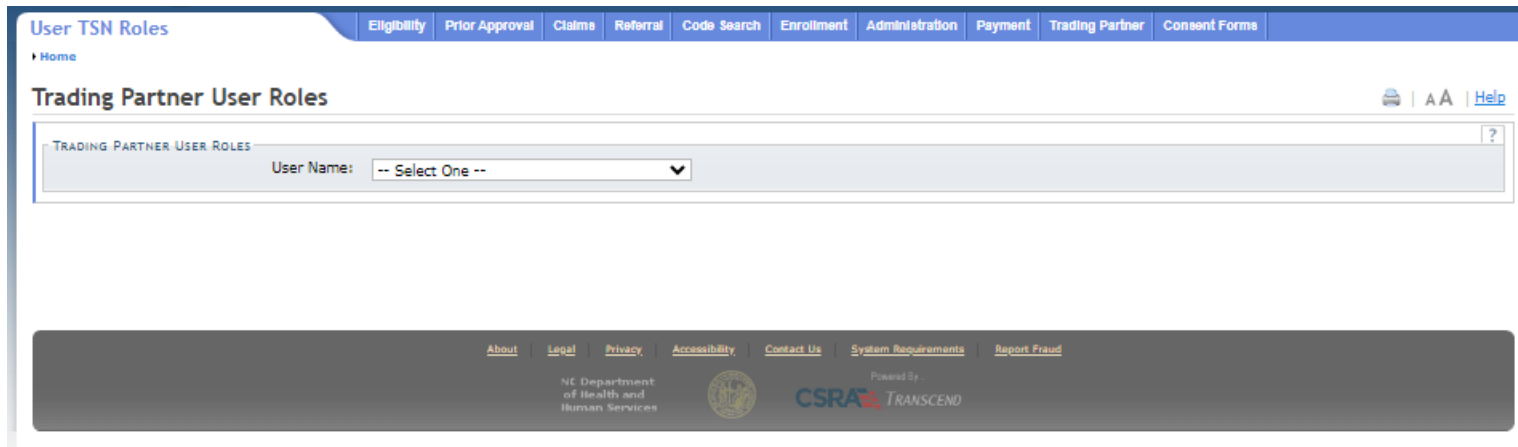 User TSN Roles
Eligibility Prior Approval Claims Referral Code Search Enrollment Administration Payment Trading Partner Consent Forms
Home
Trading Partner User Roles
A A | Help
?
TRADING PARTNER USER ROLES
User Name: -- Select One --
About | Legal | Privacy | Accessibility | Contact Us | System Requirements | Report Fraud
NC Department
of Health and
Human Services
Powered By...
CSRA TRANSCEND